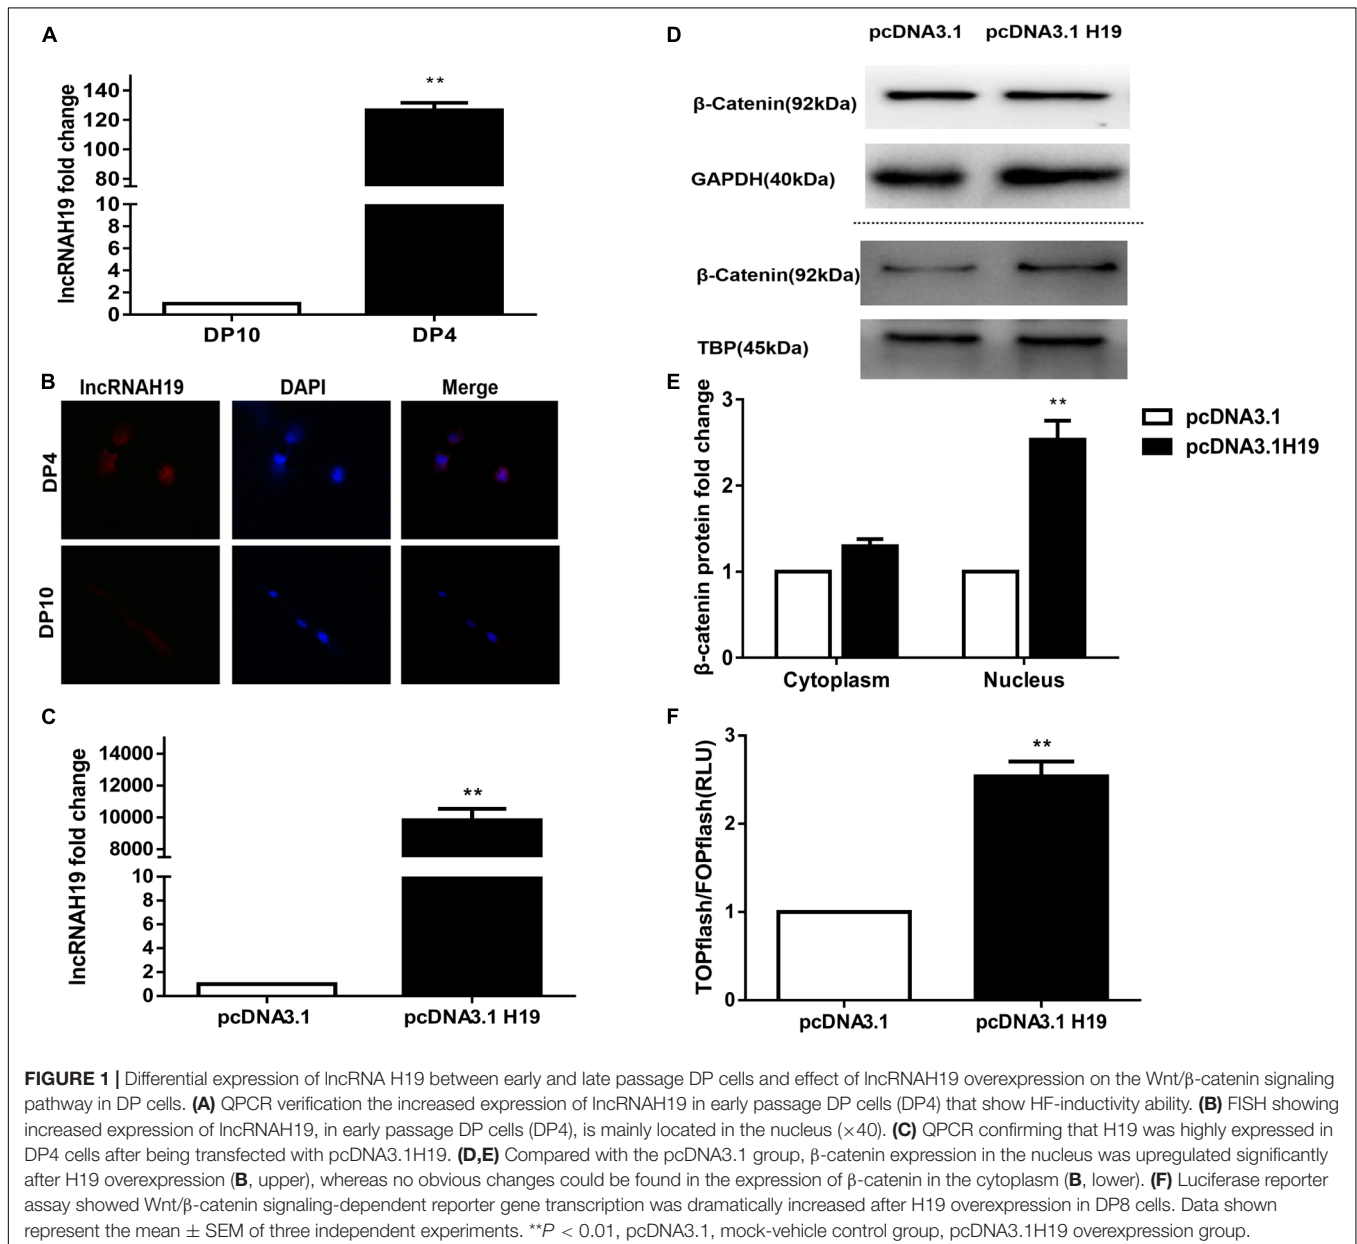 A
lncRNAH19 fold change
140
120
100
80
10
8
6
4
2
0
**
DP10 DP4
B
lncRNAH19 DAPI Merge
DP4
DP10
C
lncRNAH19 fold change
14000
12000
10000
8000
10
8
6
4
2
0
**
pcDNA3.1 pcDNA3.1 H19
D
pcDNA3.1 pcDNA3.1 H19
β-Catenin(92kDa)
GAPDH(40kDa)
β-Catenin(92kDa)
TBP(45kDa)
E
β-catenin protein fold change
3
2
1
0
**
Cytoplasm Nucleus
pcDNA3.1
pcDNA3.1H19
F
TOPflash/FOPflash(RLU)
3
2
1
0
**
pcDNA3.1 pcDNA3.1 H19
FIGURE 1 | Differential expression of lncRNA H19 between early and late passage DP cells and effect of lncRNAH19 overexpression on the Wnt/β-catenin signaling
pathway in DP cells. (A) QPCR verification the increased expression of lncRNAH19 in early passage DP cells (DP4) that show HF-inductivity ability. (B) FISH showing
increased expression of lncRNAH19, in early passage DP cells (DP4), is mainly located in the nucleus (×40). (C) QPCR confirming that H19 was highly expressed in
DP4 cells after being transfected with pcDNA3.1H19. (D,E) Compared with the pcDNA3.1 group, β-catenin expression in the nucleus was upregulated significantly
after H19 overexpression (B, upper), whereas no obvious changes could be found in the expression of β-catenin in the cytoplasm (B, lower). (F) Luciferase reporter
assay showed Wnt/β-catenin signaling-dependent reporter gene transcription was dramatically increased after H19 overexpression in DP8 cells. Data shown
represent the mean ± SEM of three independent experiments. **P < 0.01, pcDNA3.1, mock-vehicle control group, pcDNA3.1H19 overexpression group.